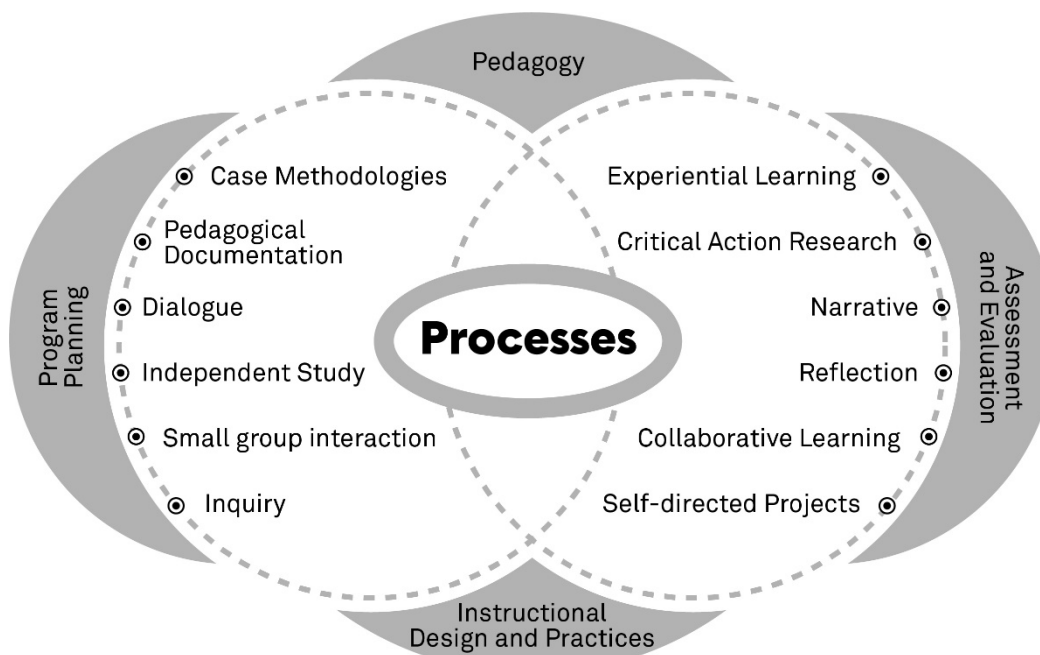 Pedagogy
Case Methodologies
Pedagogical
Documentation
Dialogue
Independent Study
Small group interaction
Inquiry
Program
Planning
Processes
Experiential Learning
Critical Action Research
Narrative
Reflection
Collaborative Learning
Self-directed Projects
Assessment
and Evaluation
Instructional
Design and Practices